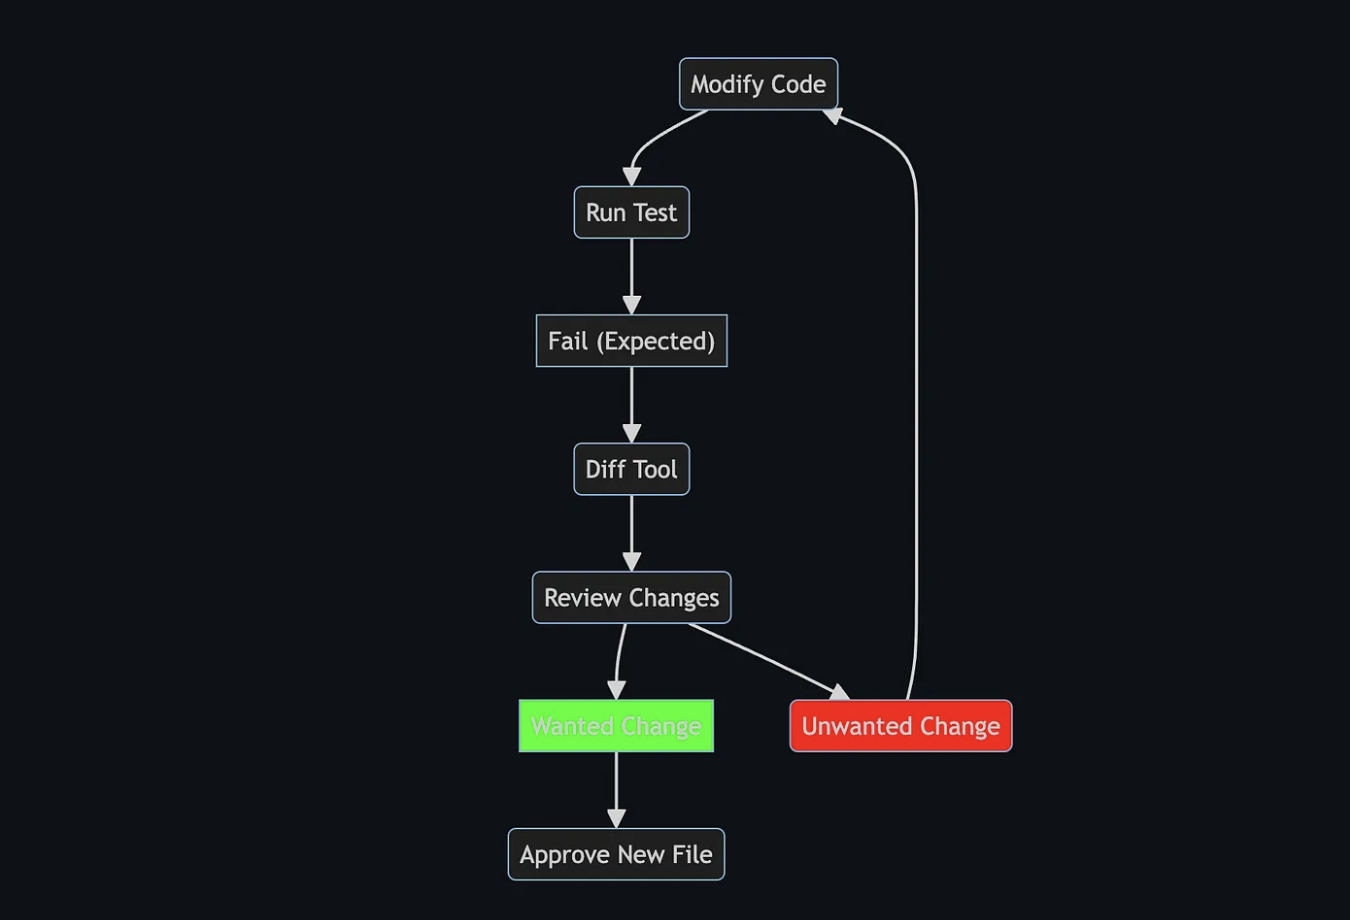 Modify Code
Run Test
Fail (Expected)
Diff Tool
Review Changes
Wanted Change
Unwanted Change
Approve New File